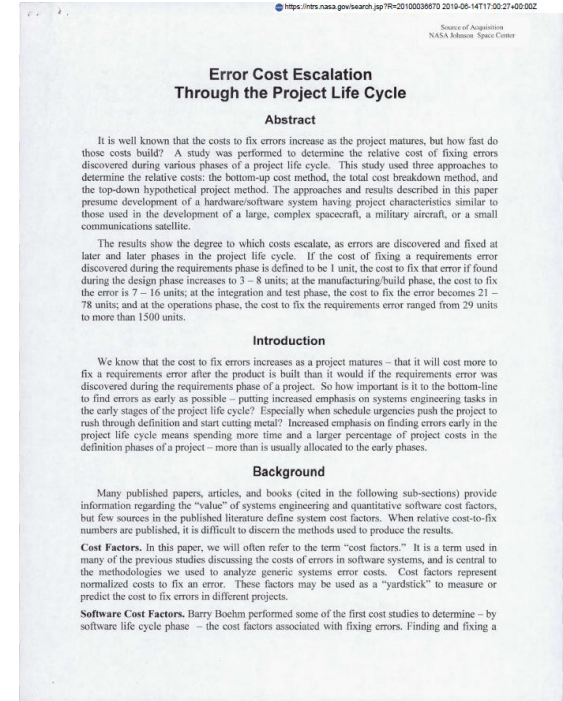 https://ntrs.nasa.gov/search.jsp?R=20100036670 2019-06-14T17:00:27+00:00Z
Source of Acquisition
NASA Johnson Space Center
Error Cost Escalation
Through the Project Life Cycle
Abstract
It is well known that the costs to fix errors increase as the project matures, but how fast do
those costs build? A study was performed to determine the relative cost of fixing errors
discovered during various phases of a project life cycle. This study used three approaches to
determine the relative costs: the bottom-up cost method, the total cost breakdown method, and
the top-down hypothetical project method. The approaches and results described in this paper
presume development of a hardware/software system having project characteristics similar to
those used in the development of a large, complex spacecraft, a military aircraft, or a small
communications satellite.
The results show the degree to which costs escalate, as errors are discovered and fixed at
later and later phases in the project life cycle. If the cost of fixing a requirements error
discovered during the requirements phase is defined to be 1 unit, the cost to fix that error if found
during the design phase increases to 3 – 8 units; at the manufacturing/build phase, the cost to fix
the error is 7 – 16 units; at the integration and test phase, the cost to fix the error becomes 21 –
78 units; and at the operations phase, the cost to fix the requirements error ranged from 29 units
to more than 1500 units.
Introduction
We know that the cost to fix errors increases as a project matures – that it will cost more to
fix a requirements error after the product is built than it would if the requirements error was
discovered during the requirements phase of a project. So how important is it to the bottom-line
to find errors as early as possible – putting increased emphasis on systems engineering tasks in
the early stages of the project life cycle? Especially when schedule urgencies push the project to
rush through definition and start cutting metal? Increased emphasis on finding errors early in the
project life cycle means spending more time and a larger percentage of project costs in the
definition phases of a project – more than is usually allocated to the early phases.
Background
Many published papers, articles, and books (cited in the following sub-sections) provide
information regarding the “value” of systems engineering and quantitative software cost factors,
but few sources in the published literature define system cost factors. When relative cost-to-fix
numbers are published, it is difficult to discern the methods used to produce the results.
Cost Factors. In this paper, we will often refer to the term “cost factors.” It is a term used in
many of the previous studies discussing the costs of errors in software systems, and is central to
the methodologies we used to analyze generic systems error costs. Cost factors represent
normalized costs to fix an error. These factors may be used as a “yardstick” to measure or
predict the cost to fix errors in different projects.
Software Cost Factors. Barry Boehm performed some of the first cost studies to determine – by
software life cycle phase – the cost factors associated with fixing errors. Finding and fixing a